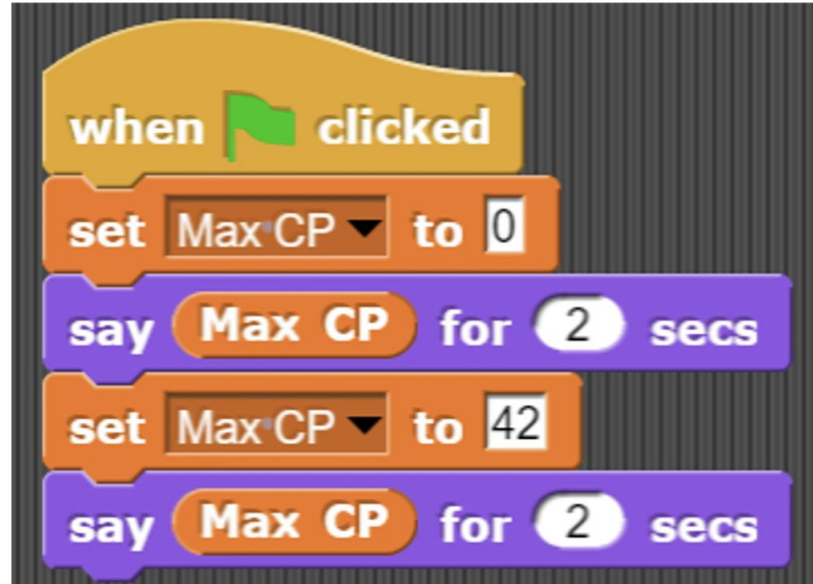 when clicked
set Max CP to 0
say Max CP for 2 secs
set Max CP to 42
say Max CP for 2 secs